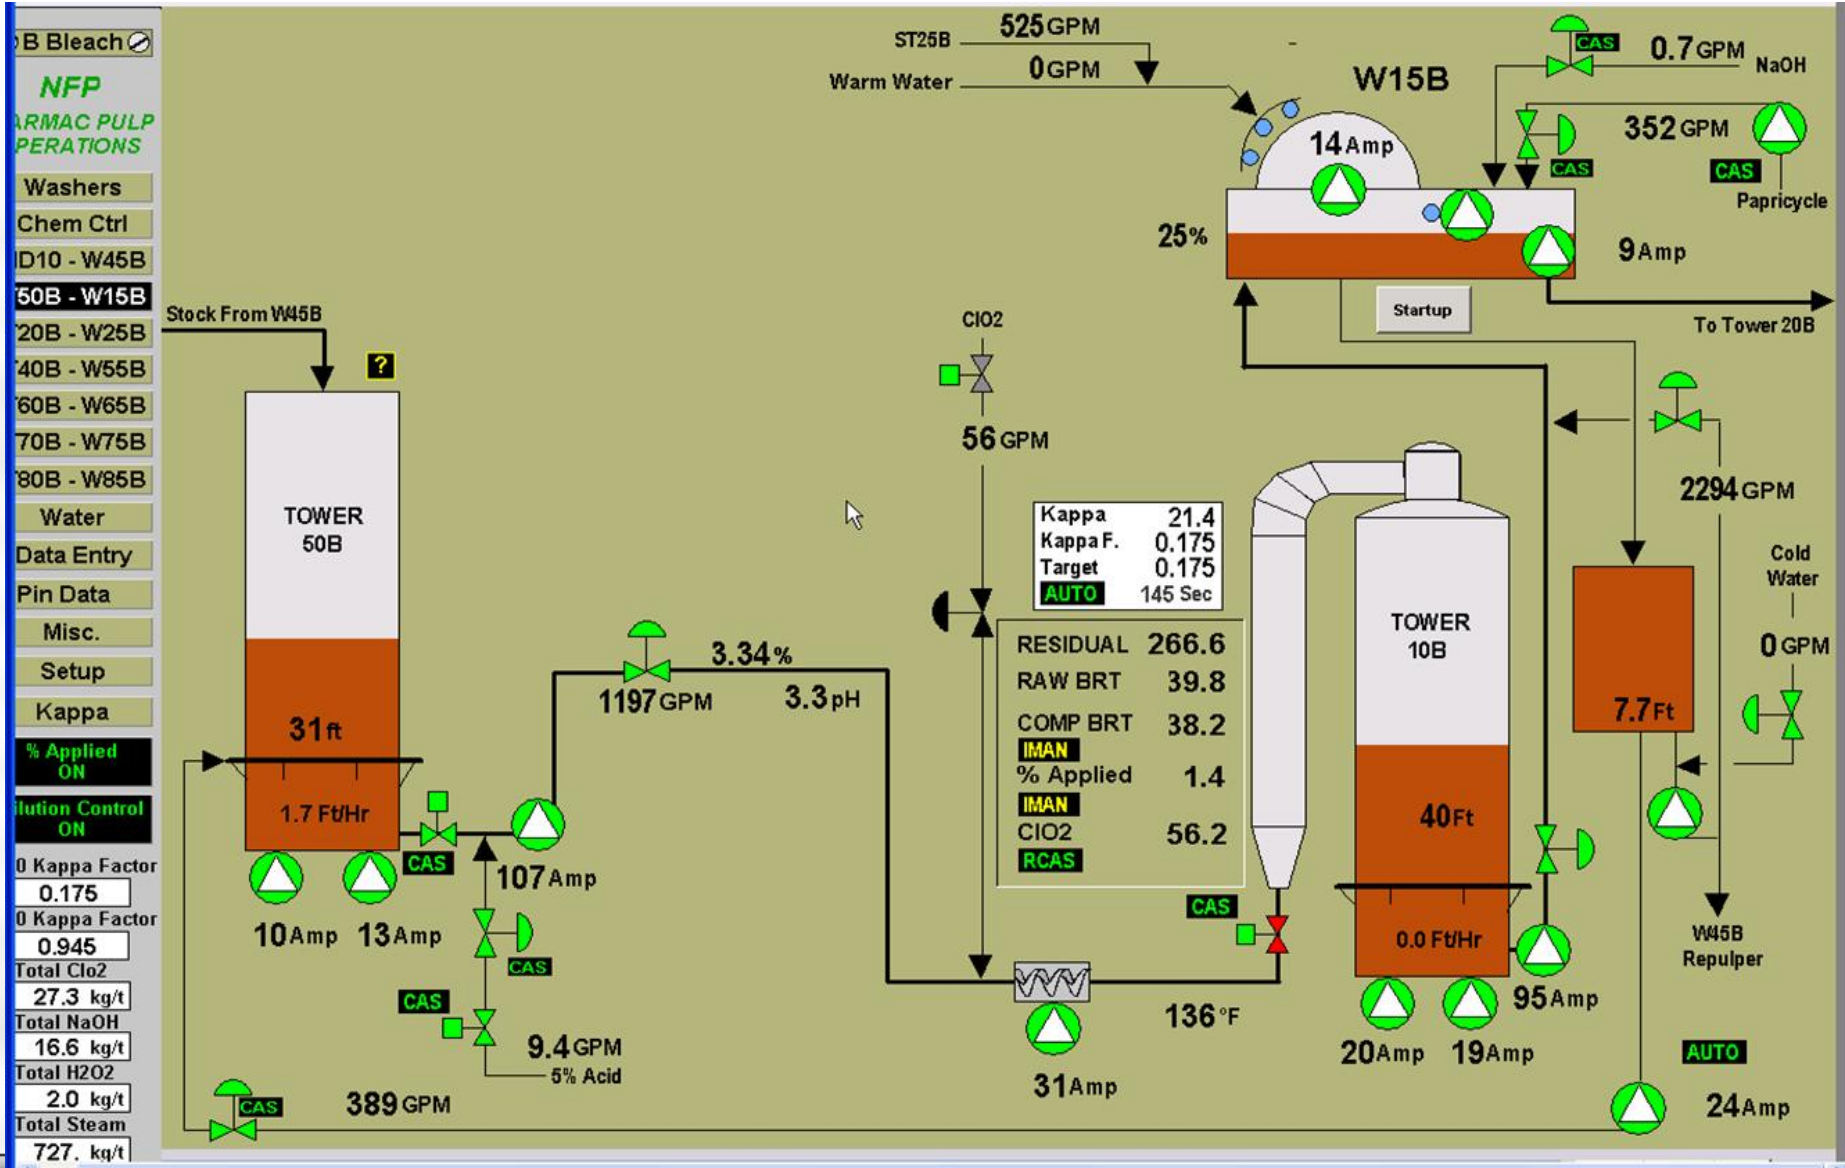 B Bleach
NFP
ARMAC PULP
PERATIONS
Washers
Chem Ctrl
D10 - W45B
50B - W15B
20B - W25B
40B - W55B
60B - W65B
70B - W75B
80B - W85B
Water
Data Entry
Pin Data
Misc.
Setup
Kappa
% Applied
ON
ilution Control
ON
0 Kappa Factor
0.175
0 Kappa Factor
0.945
Total Clo2
27.3 kg/t
Total NaOH
16.6 kg/t
Total H2O2
2.0 kg/t
Total Steam
727. kg/t
Stock From W45B
?
TOWER
50B
31 ft
1.7 Ft/Hr
10 Amp
13 Amp
CAS
107 Amp
CAS
CAS
9.4 GPM
5% Acid
CAS
389 GPM
1197 GPM
3.34 %
3.3 pH
ST25B
525 GPM
Warm Water
0 GPM
-
W15B
14 Amp
25%
CAS
0.7 GPM
NaOH
352 GPM
CAS
CAS
Papricycle
9 Amp
Startup
To Tower 20B
ClO2
56 GPM
Kappa 21.4
Kappa F. 0.175
Target 0.175
AUTO 145 Sec
RESIDUAL 266.6
RAW BRT 39.8
COMP BRT 38.2
IMAN
% Applied 1.4
IMAN
ClO2 56.2
RCAS
CAS
31 Amp
136 °F
TOWER
10B
40 Ft
0.0 Ft/Hr
20 Amp
19 Amp
95 Amp
2294 GPM
Cold
Water
0 GPM
7.7 Ft
W45B
Repulper
AUTO
24 Amp